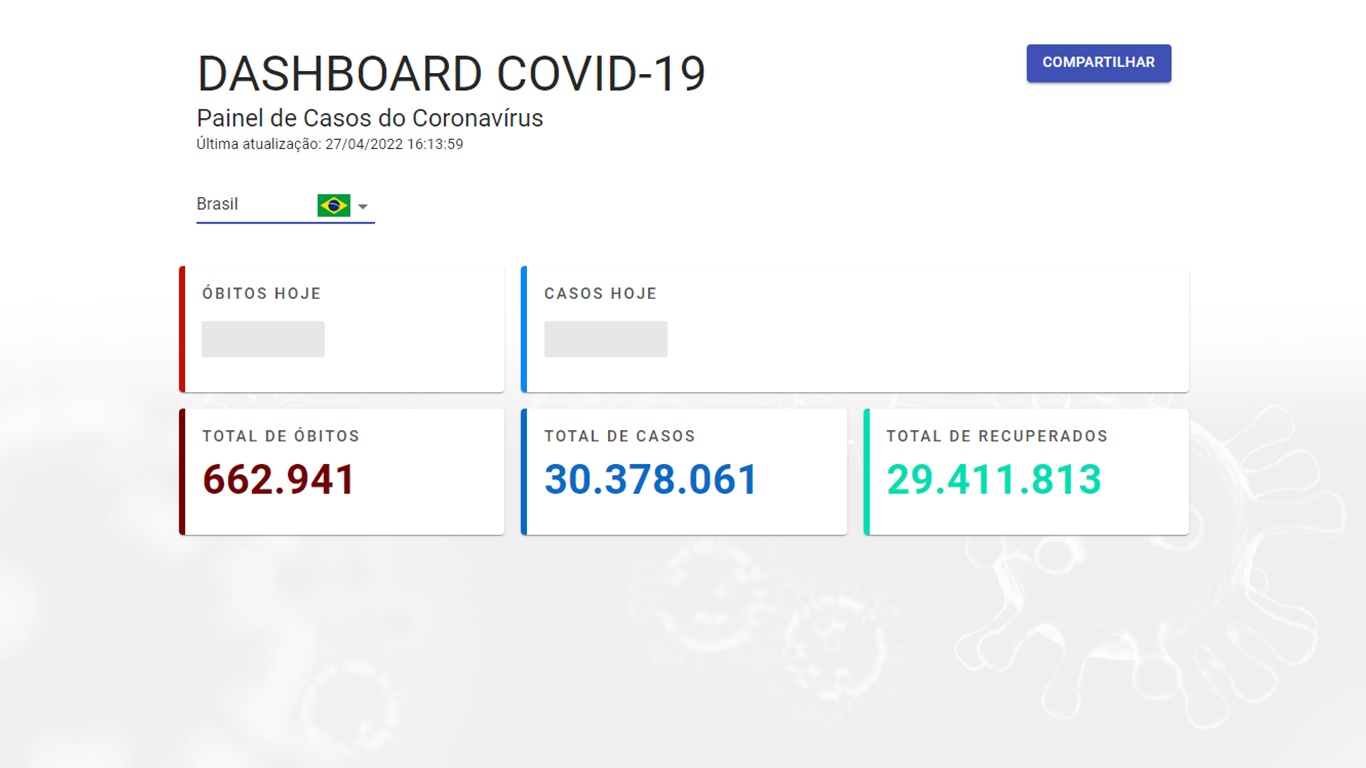 DASHBOARD COVID-19
COMPARTILHAR
Painel de Casos do Coronavírus
Última atualização: 27/04/2022 16:13:59
Brasil
ÓBITOS HOJE
CASOS HOJE
TOTAL DE ÓBITOS
662.941
TOTAL DE CASOS
30.378.061
TOTAL DE RECUPERADOS
29.411.813